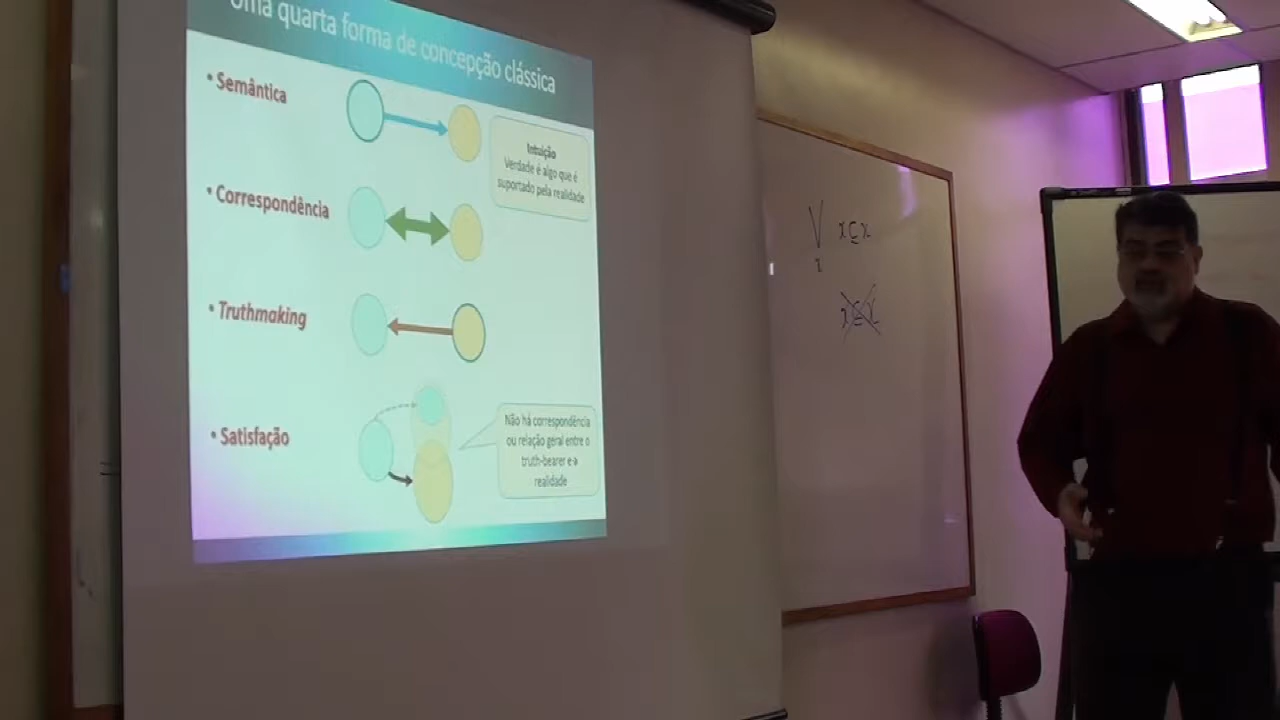 Uma quarta forma de concepção clássica
• Semântica
Intuição
Verdade é algo que é
suportado pela realidade
• Correspondência
• Truthmaking
• Satisfação
Não há correspondência
ou relação geral entre o
truth-bearer e a
realidade
∀ x ⊆ x
x